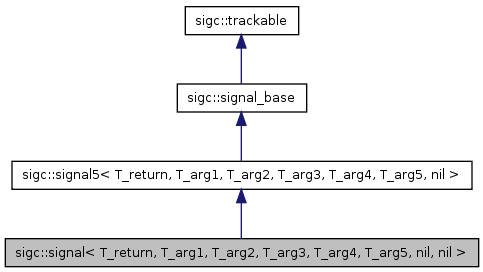 sigc::trackable
sigc::signal_base
sigc::signal5< T_return, T_arg1, T_arg2, T_arg3, T_arg4, T_arg5, nil >
sigc::signal< T_return, T_arg1, T_arg2, T_arg3, T_arg4, T_arg5, nil, nil >